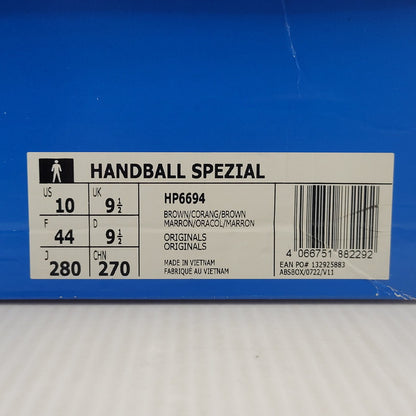 HANDBALL SPEZIAL
US 10 UK 9½
F 44 D 9½
J 280 CHN 270
HP6694
BROWN/CORANG/BROWN
MARRON/ORACOL/MARRON
ORIGINALS
ORIGINALS
MADE IN VIETNAM
FABRIQUÉ AU VIETNAM
4 066751 882292
EAN PO# 132925883
ABSBOX/0722/V11